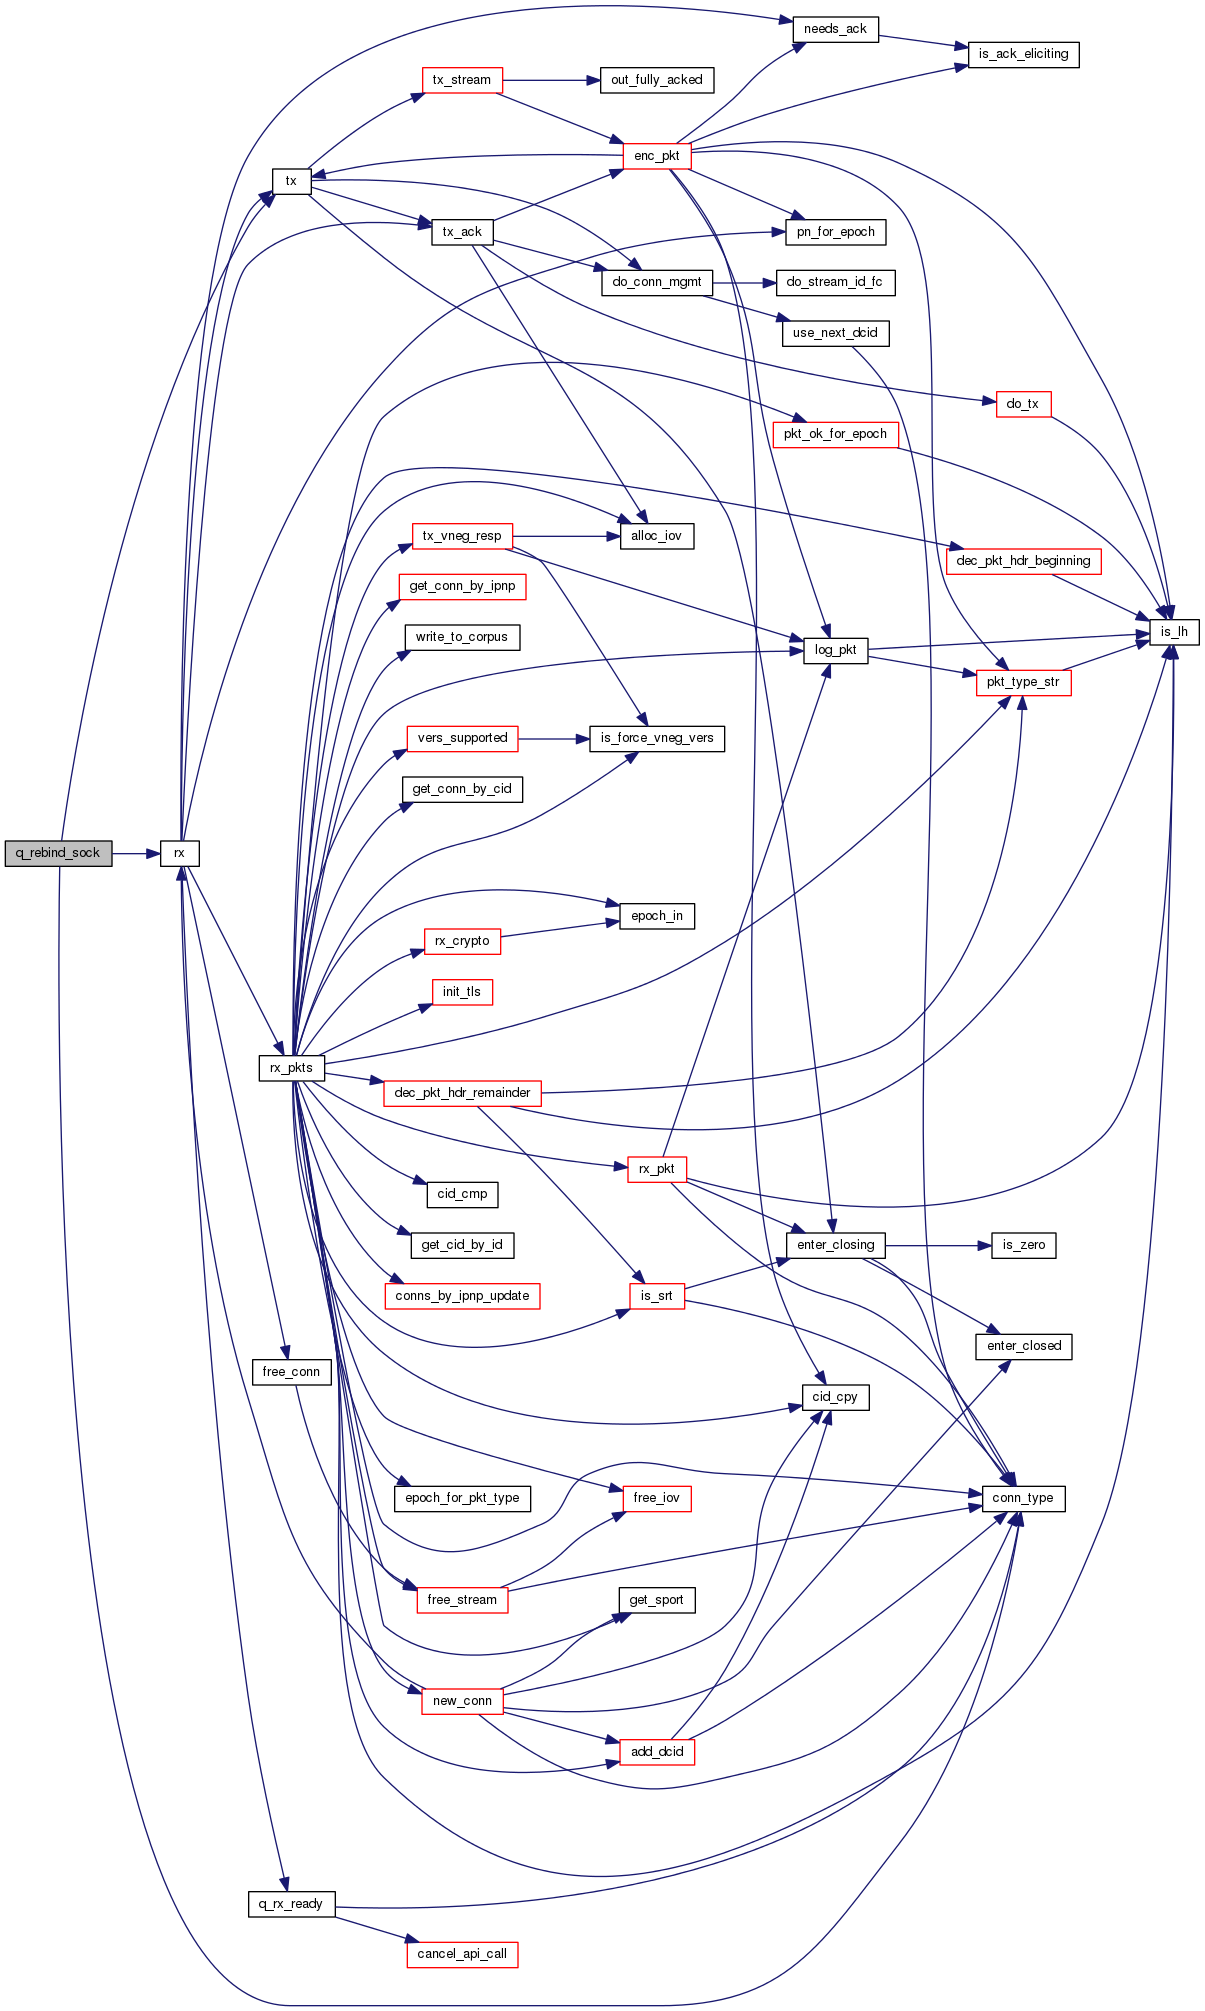 needs_ack
is_ack_eliciting
tx_stream
out_fully_acked
enc_pkt
tx
tx_ack
pn_for_epoch
do_conn_mgmt
do_stream_id_fc
use_next_dcid
do_tx
pkt_ok_for_epoch
tx_vneg_resp
alloc_iov
dec_pkt_hdr_beginning
get_conn_by_ipnp
write_to_corpus
is_lh
log_pkt
pkt_type_str
vers_supported
is_force_vneg_vers
get_conn_by_cid
q_rebind_sock
rx
epoch_in
rx_crypto
init_tls
rx_pkts
dec_pkt_hdr_remainder
rx_pkt
cid_cmp
get_cid_by_id
enter_closing
is_zero
conns_by_ipnp_update
is_srt
enter_closed
free_conn
cid_cpy
epoch_for_pkt_type
free_iov
conn_type
free_stream
get_sport
new_conn
add_dcid
q_rx_ready
cancel_api_call